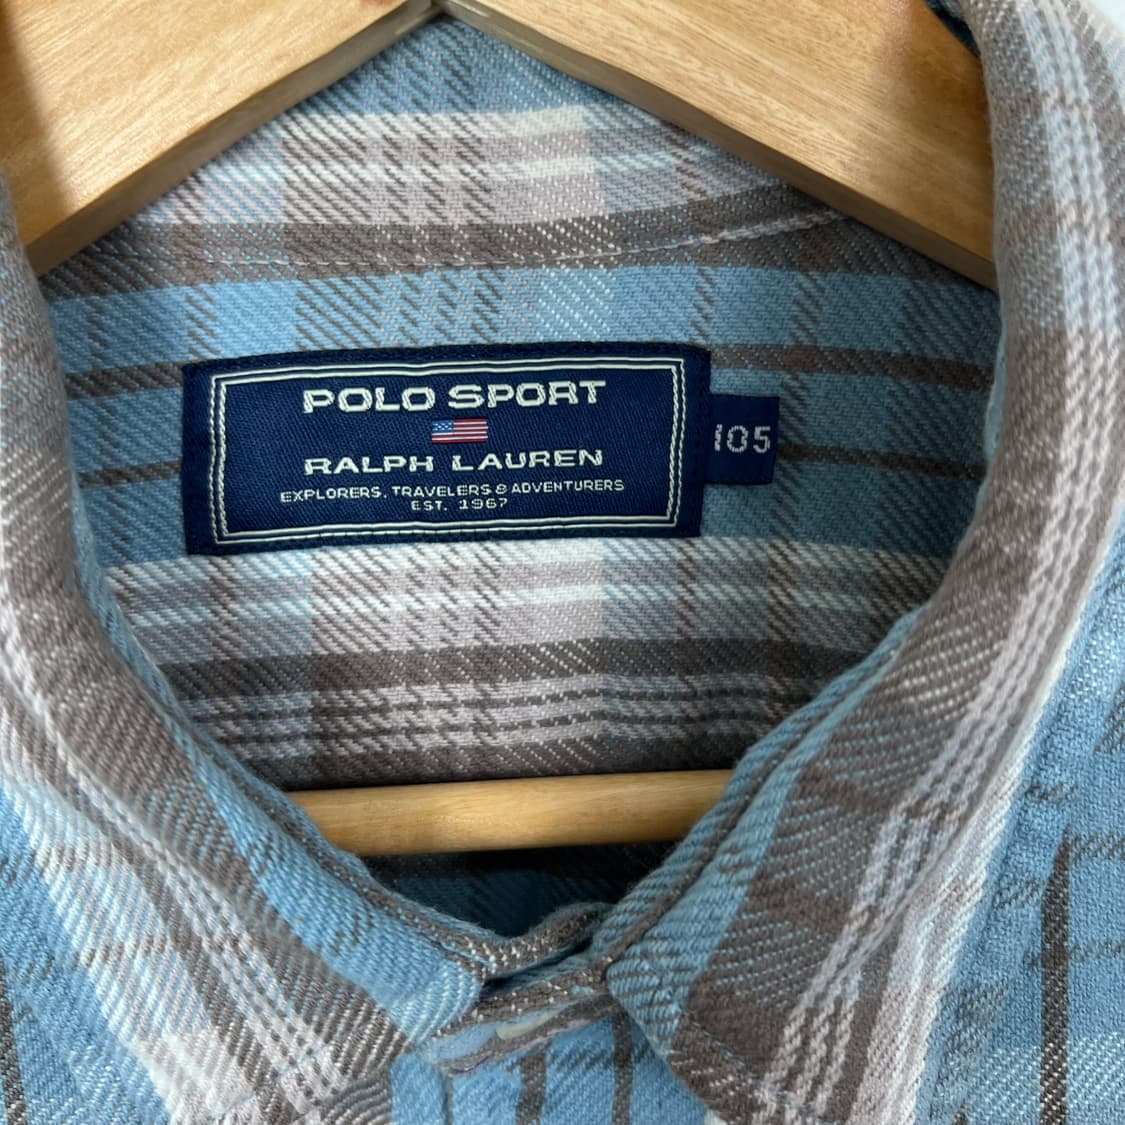 POLO SPORT
RALPH LAUREN
EXPLORERS, TRAVELERS & ADVENTURERS
EST. 1967
105